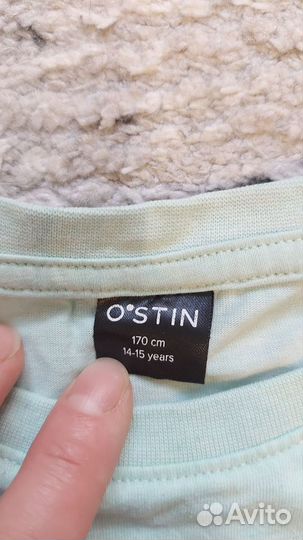 O'STIN
170 cm
14-15 years
Avito